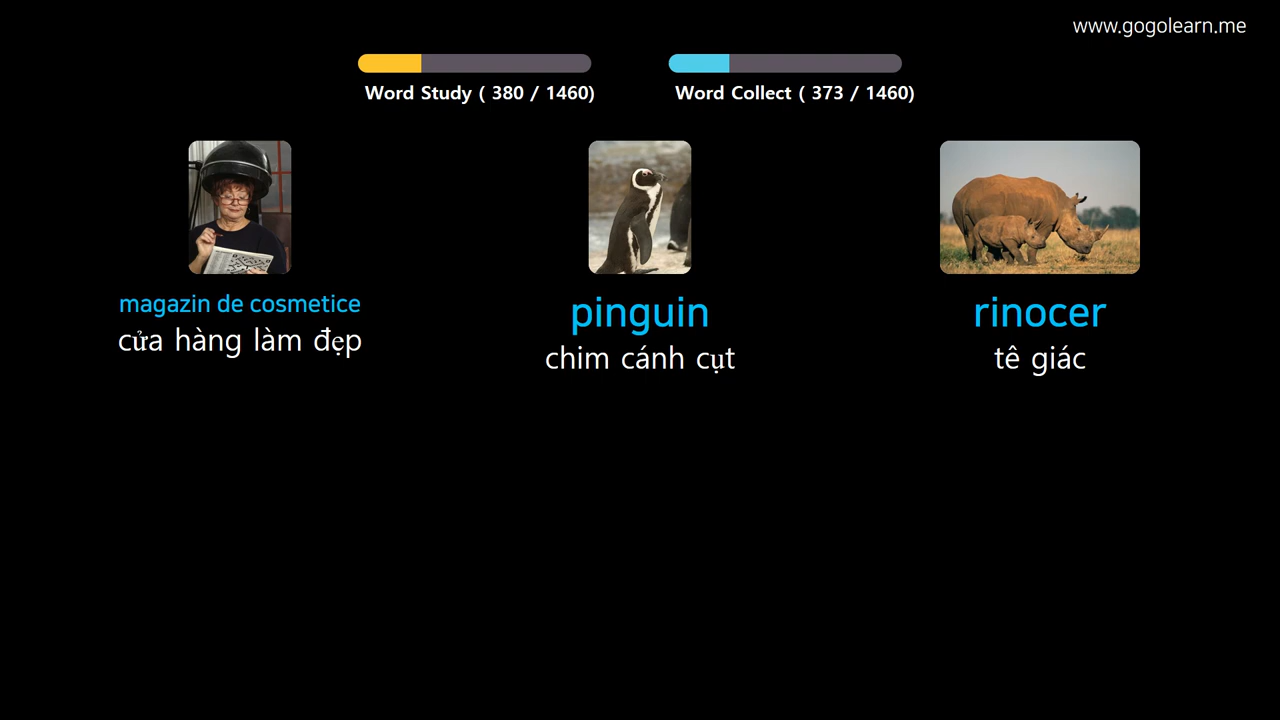 www.gogolearn.me
Word Study ( 380 / 1460)
Word Collect ( 373 / 1460)
magazin de cosmetice
cửa hàng làm đẹp
pinguin
chim cánh cụt
rinocer
tê giác